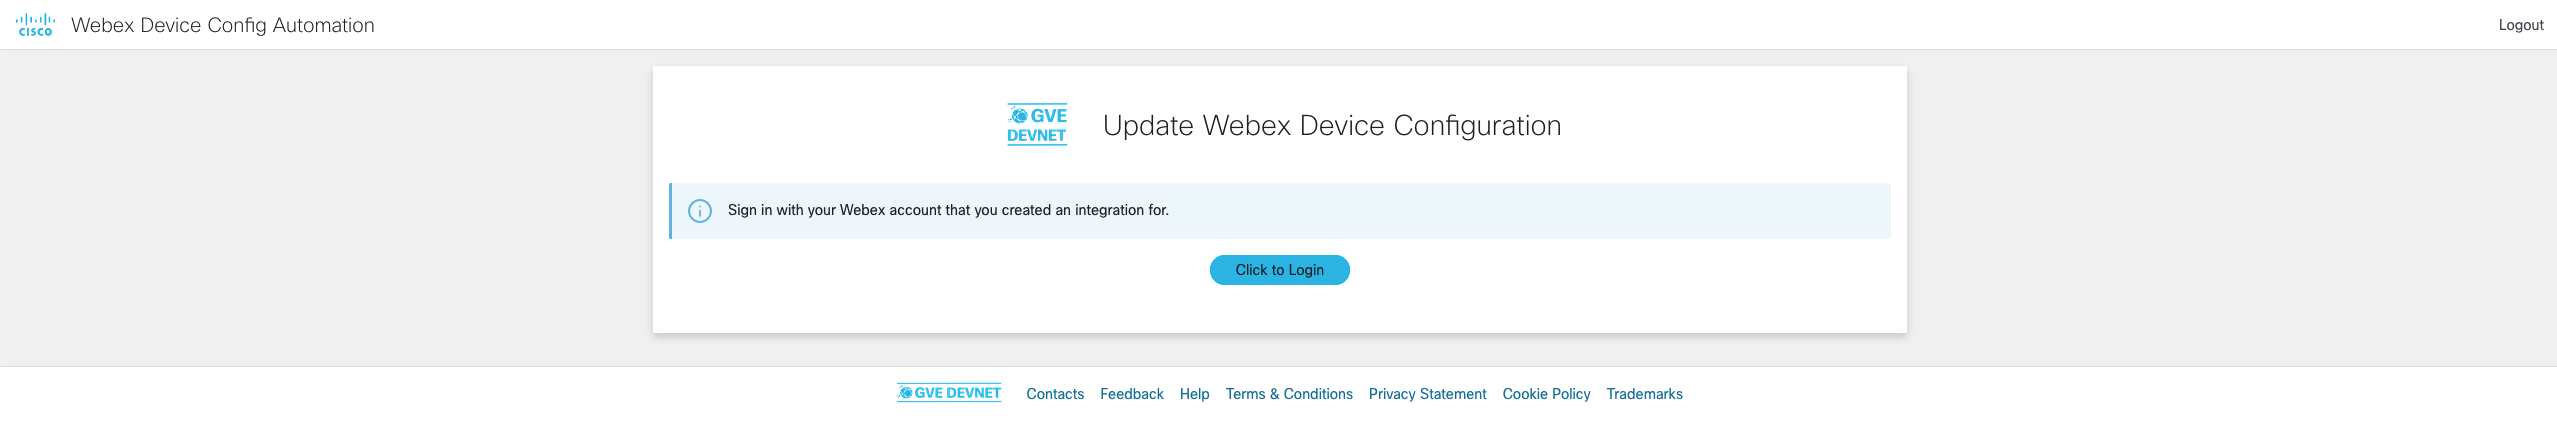 CISCO
Webex Device Config Automation
Logout
GVE
DEVNET
Update Webex Device Configuration
Sign in with your Webex account that you created an integration for.
Click to Login
GVE DEVNET
Contacts Feedback Help Terms & Conditions Privacy Statement Cookie Policy Trademarks